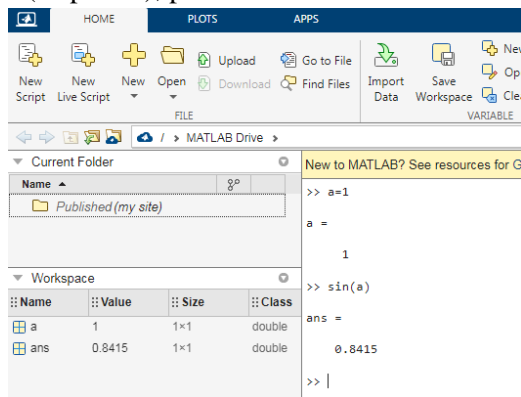 HOME PLOTS APPS
New Script
New Live Script
New
Open
Upload
Download
Go to File
Find Files
Import Data
Save Workspace
FILE
VARIABLE
/ > MATLAB Drive >
Current Folder
Name
Published (my site)
Workspace
Name Value Size Class
a 1 1×1 double
ans 0.8415 1×1 double
New to MATLAB? See resources for G
>> a=1
a =
1
>> sin(a)
ans =
0.8415
>>